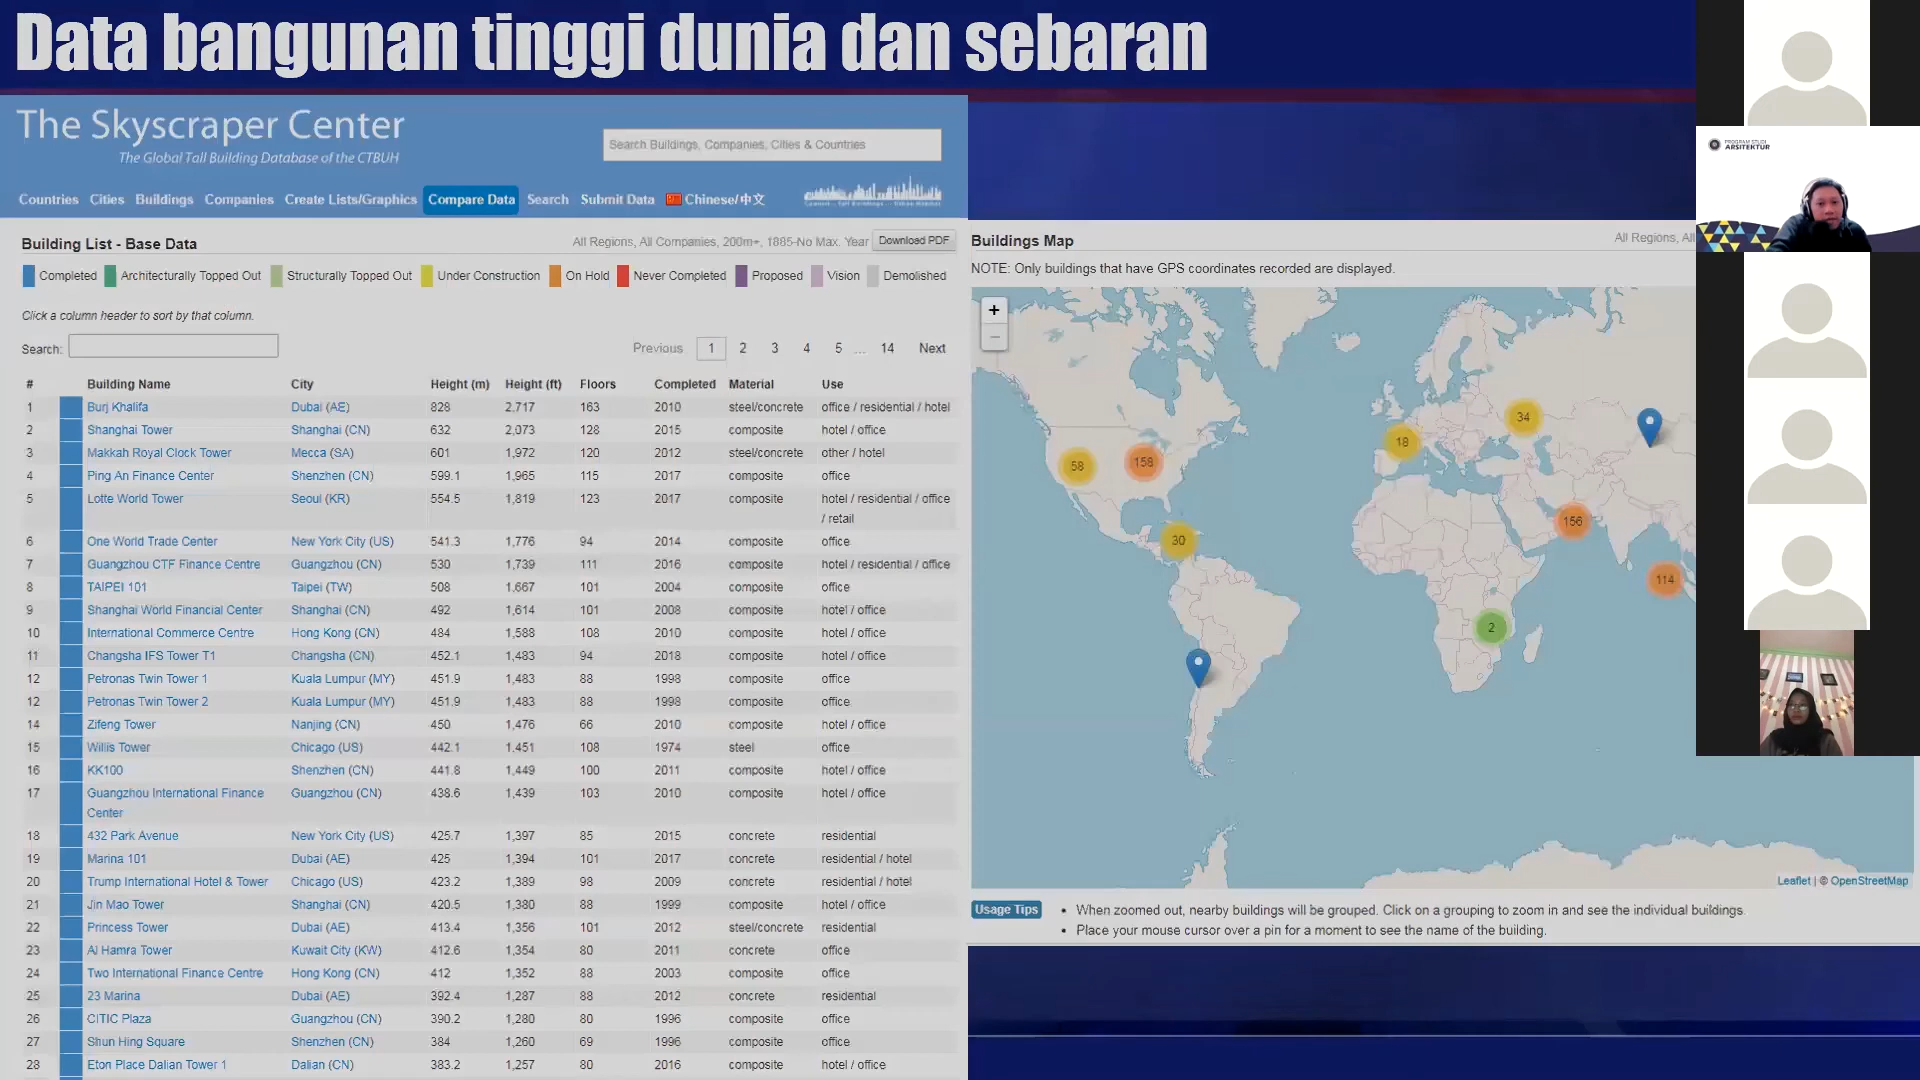 Data bangunan tinggi dunia dan sebaran
The Skyscraper Center
The Global Tall Building Database of the CTBUH
Search Buildings, Companies, Cities & Countries
Countries Cities Buildings Companies Create Lists/Graphics Compare Data Search Submit Data Chinese/中文
Building List - Base Data
All Regions, All Companies, 200m+, 1885-No Max. Year Download PDF
Completed Architecturally Topped Out Structurally Topped Out Under Construction On Hold Never Completed Proposed Vision Demolished
Click a column header to sort by that column.
Search:
Previous 1 2 3 4 5 ... 14 Next
# Building Name City Height (m) Height (ft) Floors Completed Material Use
1 Burj Khalifa Dubai (AE) 828 2,717 163 2010 steel/concrete office / residential / hotel
2 Shanghai Tower Shanghai (CN) 632 2,073 128 2015 composite hotel / office
3 Makkah Royal Clock Tower Mecca (SA) 601 1,972 120 2012 steel/concrete other / hotel
4 Ping An Finance Center Shenzhen (CN) 599.1 1,965 115 2017 composite office
5 Lotte World Tower Seoul (KR) 554.5 1,819 123 2017 composite hotel / residential / office
/ retail
6 One World Trade Center New York City (US) 541.3 1,776 94 2014 composite office
7 Guangzhou CTF Finance Centre Guangzhou (CN) 530 1,739 111 2016 composite hotel / residential / office
8 TAIPEI 101 Taipei (TW) 508 1,667 101 2004 composite office
9 Shanghai World Financial Center Shanghai (CN) 492 1,614 101 2008 composite hotel / office
10 International Commerce Centre Hong Kong (CN) 484 1,588 108 2010 composite hotel / office
11 Changsha IFS Tower T1 Changsha (CN) 452.1 1,483 94 2018 composite hotel / office
12 Petronas Twin Tower 1 Kuala Lumpur (MY) 451.9 1,483 88 1998 composite office
12 Petronas Twin Tower 2 Kuala Lumpur (MY) 451.9 1,483 88 1998 composite office
14 Zifeng Tower Nanjing (CN) 450 1,476 66 2010 composite hotel / office
15 Willis Tower Chicago (US) 442.1 1,451 108 1974 steel office
16 KK100 Shenzhen (CN) 441.8 1,449 100 2011 composite hotel / office
17 Guangzhou International Finance Guangzhou (CN) 438.6 1,439 103 2010 composite hotel / office
Center
18 432 Park Avenue New York City (US) 425.7 1,397 85 2015 concrete residential
19 Marina 101 Dubai (AE) 425 1,394 101 2017 concrete residential / hotel
20 Trump International Hotel & Tower Chicago (US) 423.2 1,389 98 2009 concrete residential / hotel
21 Jin Mao Tower Shanghai (CN) 420.5 1,380 88 1999 composite hotel / office
22 Princess Tower Dubai (AE) 413.4 1,356 101 2012 steel/concrete residential
23 Al Hamra Tower Kuwait City (KW) 412.6 1,354 80 2011 concrete office
24 Two International Finance Centre Hong Kong (CN) 412 1,352 88 2003 composite office
25 23 Marina Dubai (AE) 392.4 1,287 88 2012 concrete residential
26 CITIC Plaza Guangzhou (CN) 390.2 1,280 80 1996 composite office
27 Shun Hing Square Shenzhen (CN) 384 1,260 69 1996 composite office
28 Eton Place Dalian Tower 1 Dalian (CN) 383.2 1,257 80 2016 composite hotel / office
Buildings Map
All Regions, All
NOTE: Only buildings that have GPS coordinates recorded are displayed.
+
−
34
18
58
158
156
30
114
2
Leaflet | © OpenStreetMap
Usage Tips
• When zoomed out, nearby buildings will be grouped. Click on a grouping to zoom in and see the individual buildings.
• Place your mouse cursor over a pin for a moment to see the name of the building.
PROGRAM STUDI
ARSITEKTUR